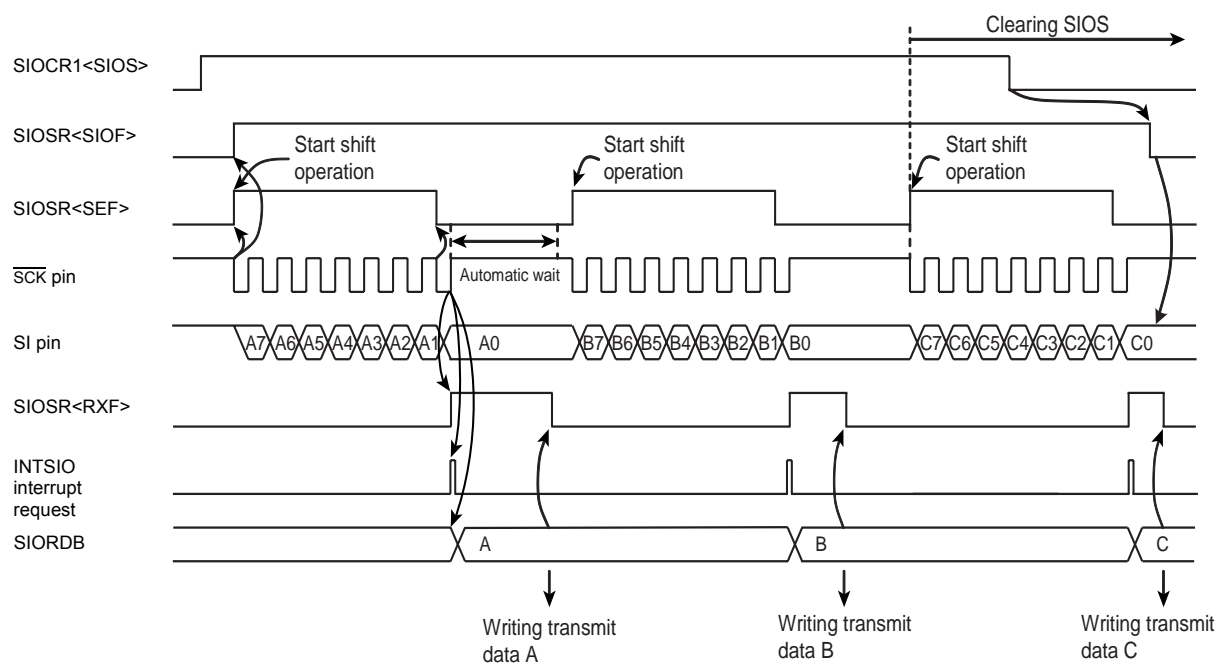 Clearing SIOS
SIOCR1<SIOS>
SIOSR<SIOF>
Start shift
operation
Start shift
operation
Start shift
operation
SIOSR<SEF>
SCK pin
Automatic wait
SI pin
A7 A6 A5 A4 A3 A2 A1 A0 B7 B6 B5 B4 B3 B2 B1 B0 C7 C6 C5 C4 C3 C2 C1 C0
SIOSR<RXF>
INTSIO
interrupt
request
SIORDB
A B C
Writing transmit
data A
Writing transmit
data B
Writing transmit
data C